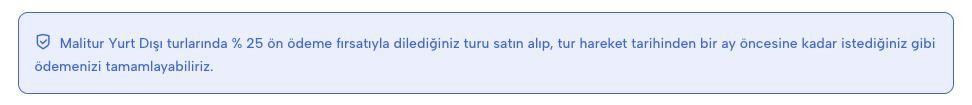 Malitur Yurt Dışı turlarında % 25 ön ödeme fırsatıyla dilediğiniz turu satın alıp, tur hareket tarihinden bir ay öncesine kadar istediğiniz gibi
ödemenizi tamamlayabiliriz.